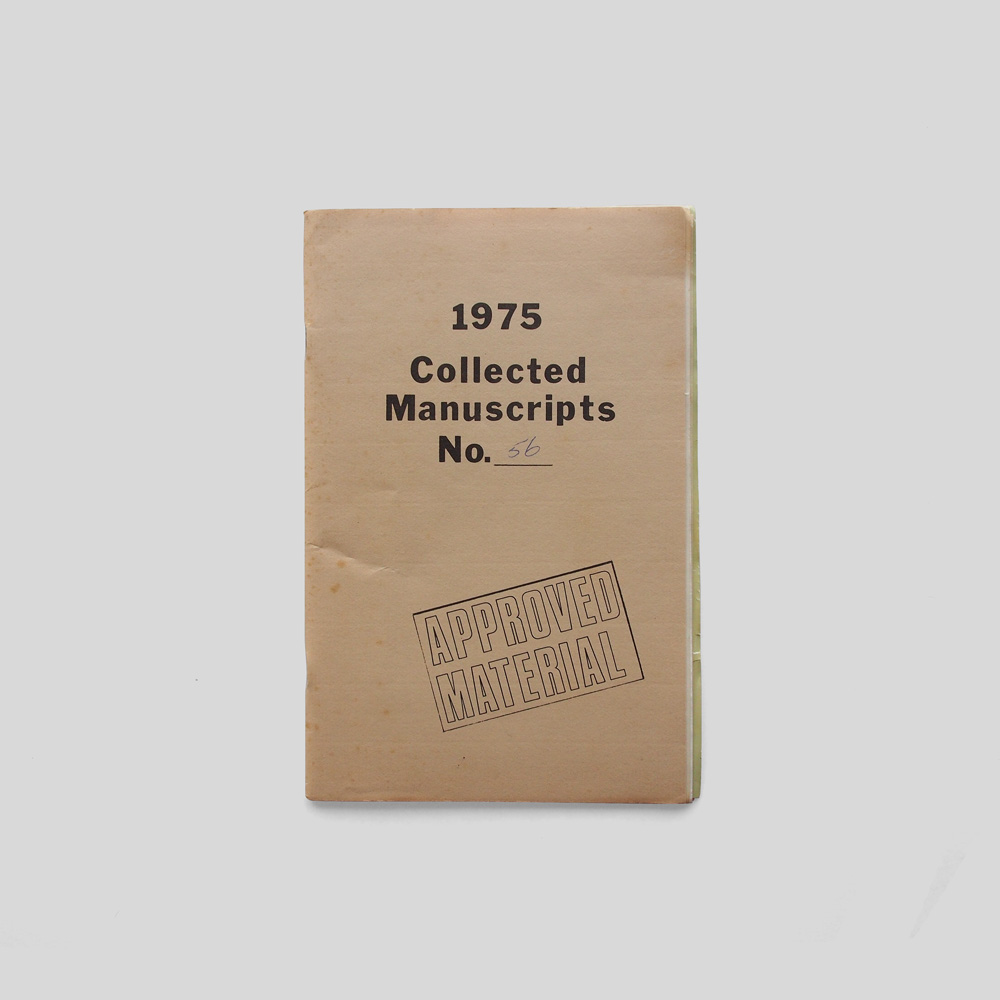 1975
Collected
Manuscripts
No. 56
APPROVED
MATERIAL